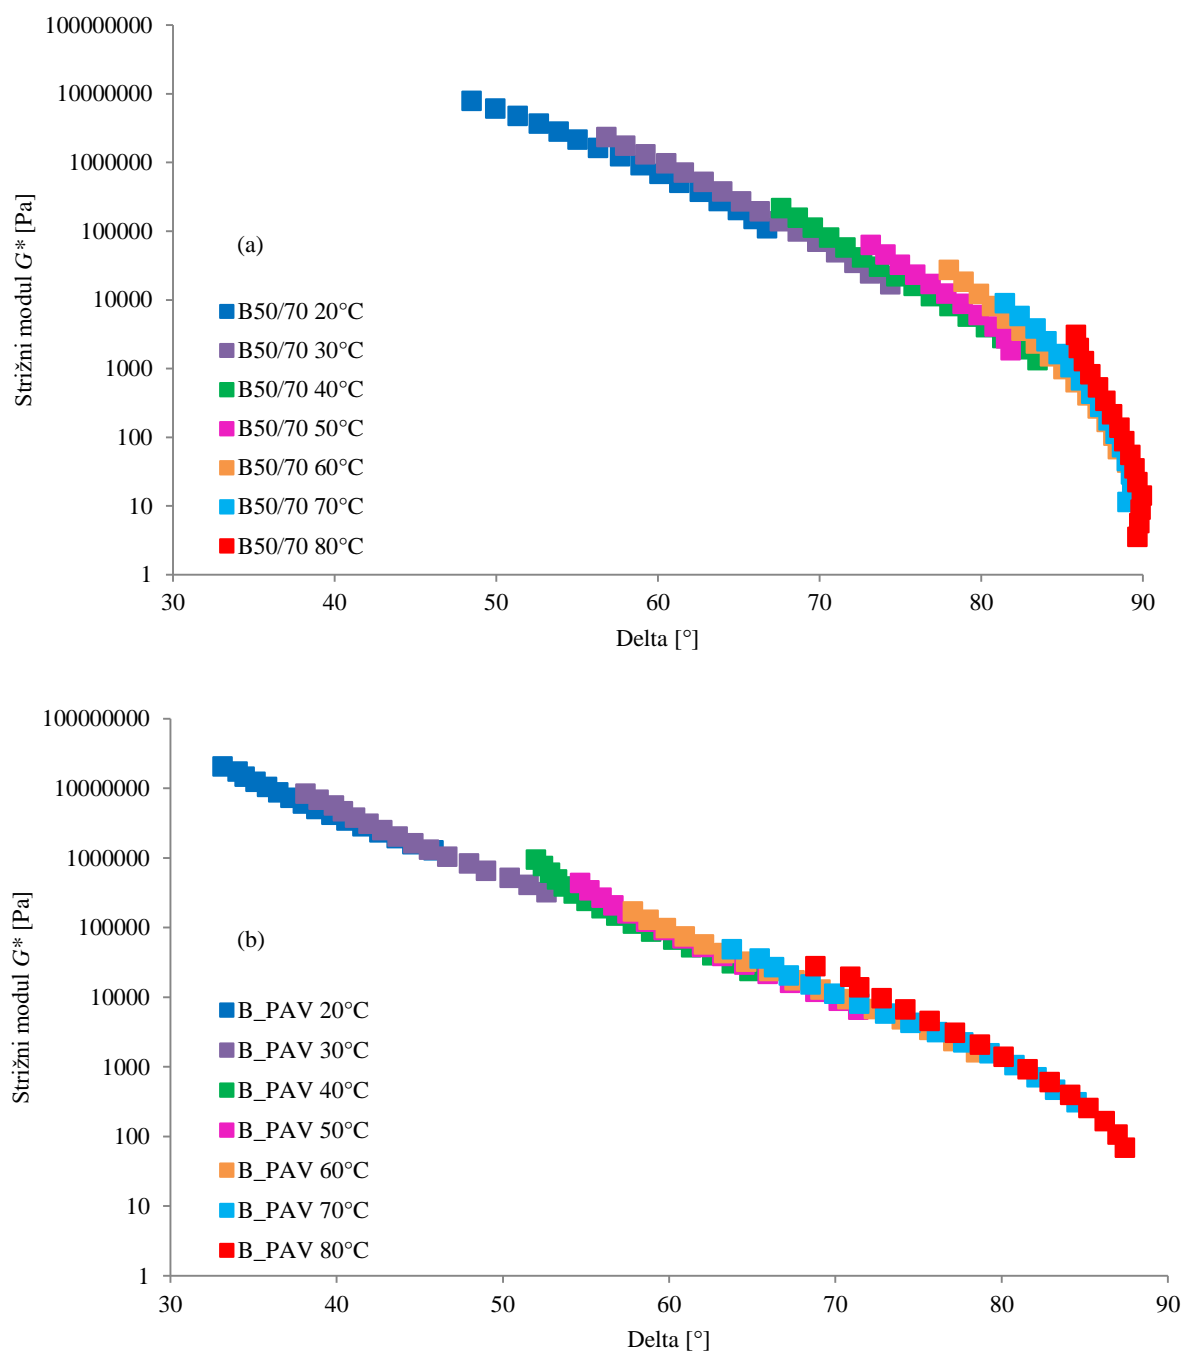 100000000
10000000
1000000
100000
10000
1000
100
10
1
Strižni modul G* [Pa]
(a)
B50/70 20°C
B50/70 30°C
B50/70 40°C
B50/70 50°C
B50/70 60°C
B50/70 70°C
B50/70 80°C
30 40 50 60 70 80 90
Delta [°]
100000000
10000000
1000000
100000
10000
1000
100
10
1
Strižni modul G* [Pa]
(b)
B_PAV 20°C
B_PAV 30°C
B_PAV 40°C
B_PAV 50°C
B_PAV 60°C
B_PAV 70°C
B_PAV 80°C
30 40 50 60 70 80 90
Delta [°]